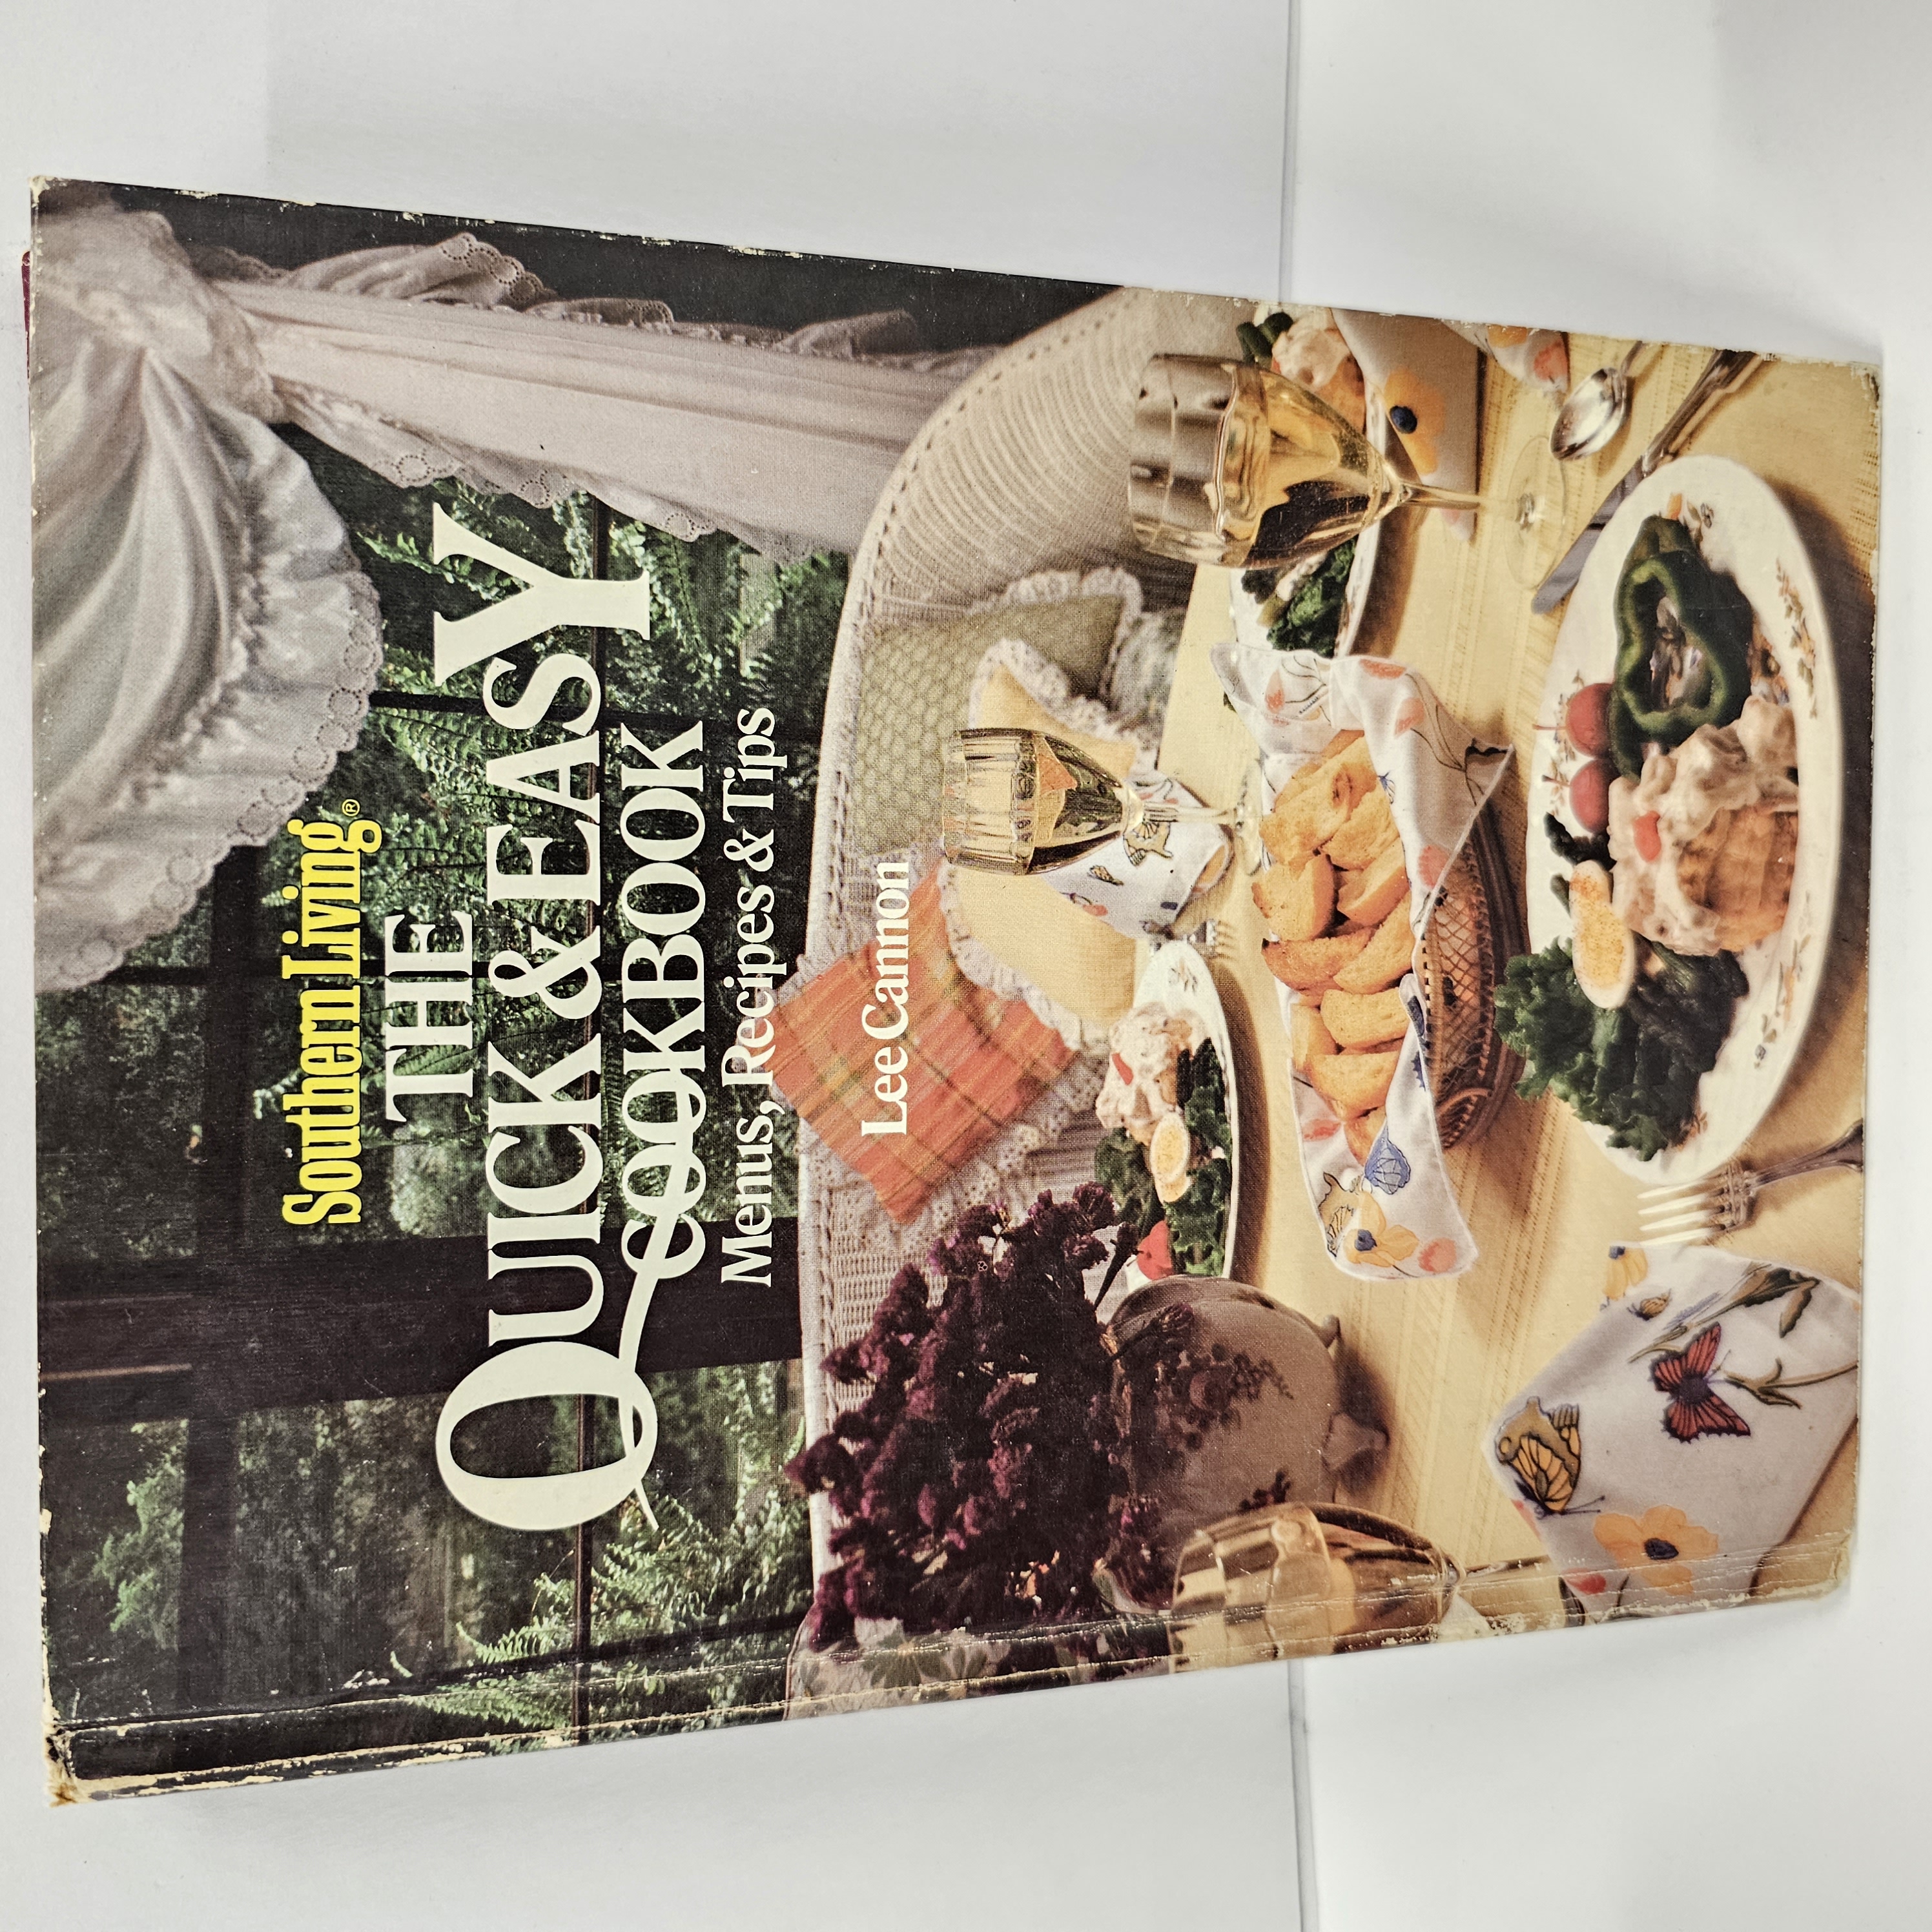 Southern Living®
THE
QUICK & EASY
COOKBOOK
Menus, Recipes & Tips
Lee Cannon